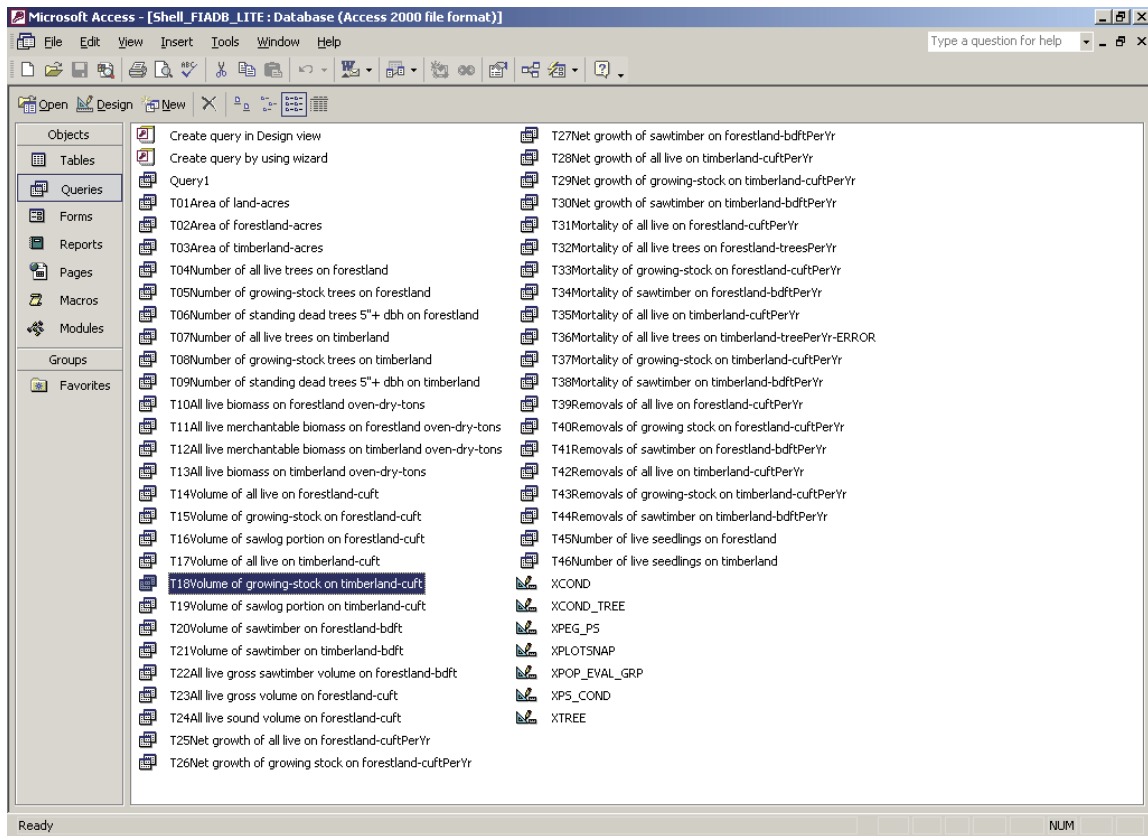 Microsoft Access - [Shell_FIADB_LITE : Database (Access 2000 file format)]
File Edit View Insert Tools Window Help
Type a question for help
Open Design New
Objects
Tables
Queries
Forms
Reports
Pages
Macros
Modules
Groups
Favorites
Create query in Design view
Create query by using wizard
Query1
T01Area of land-acres
T02Area of forestland-acres
T03Area of timberland-acres
T04Number of all live trees on forestland
T05Number of growing-stock trees on forestland
T06Number of standing dead trees 5"+ dbh on forestland
T07Number of all live trees on timberland
T08Number of growing-stock trees on timberland
T09Number of standing dead trees 5"+ dbh on timberland
T10All live biomass on forestland oven-dry-tons
T11All live merchantable biomass on forestland oven-dry-tons
T12All live merchantable biomass on timberland oven-dry-tons
T13All live biomass on timberland oven-dry-tons
T14Volume of all live on forestland-cuft
T15Volume of growing-stock on forestland-cuft
T16Volume of sawlog portion on forestland-cuft
T17Volume of all live on timberland-cuft
T18Volume of growing-stock on timberland-cuft
T19Volume of sawlog portion on timberland-cuft
T20Volume of sawtimber on forestland-bdft
T21Volume of sawtimber on timberland-bdft
T22All live gross sawtimber volume on forestland-bdft
T23All live gross volume on forestland-cuft
T24All live sound volume on forestland-cuft
T25Net growth of all live on forestland-cuftPerYr
T26Net growth of growing stock on forestland-cuftPerYr
T27Net growth of sawtimber on forestland-bdftPerYr
T28Net growth of all live on timberland-cuftPerYr
T29Net growth of growing-stock on timberland-cuftPerYr
T30Net growth of sawtimber on timberland-bdftPerYr
T31Mortality of all live on forestland-cuftPerYr
T32Mortality of all live trees on forestland-treesPerYr
T33Mortality of growing-stock on forestland-cuftPerYr
T34Mortality of sawtimber on forestland-bdftPerYr
T35Mortality of all live on timberland-cuftPerYr
T36Mortality of all live trees on timberland-treePerYr-ERROR
T37Mortality of growing-stock on timberland-cuftPerYr
T38Mortality of sawtimber on timberland-bdftPerYr
T39Removals of all live on forestland-cuftPerYr
T40Removals of growing stock on forestland-cuftPerYr
T41Removals of sawtimber on forestland-bdftPerYr
T42Removals of all live on timberland-cuftPerYr
T43Removals of growing-stock on timberland-cuftPerYr
T44Removals of sawtimber on timberland-bdftPerYr
T45Number of live seedlings on forestland
T46Number of live seedlings on timberland
XCOND
XCOND_TREE
XPEG_PS
XPLOTSNAP
XPOP_EVAL_GRP
XPS_COND
XTREE
Ready
NUM